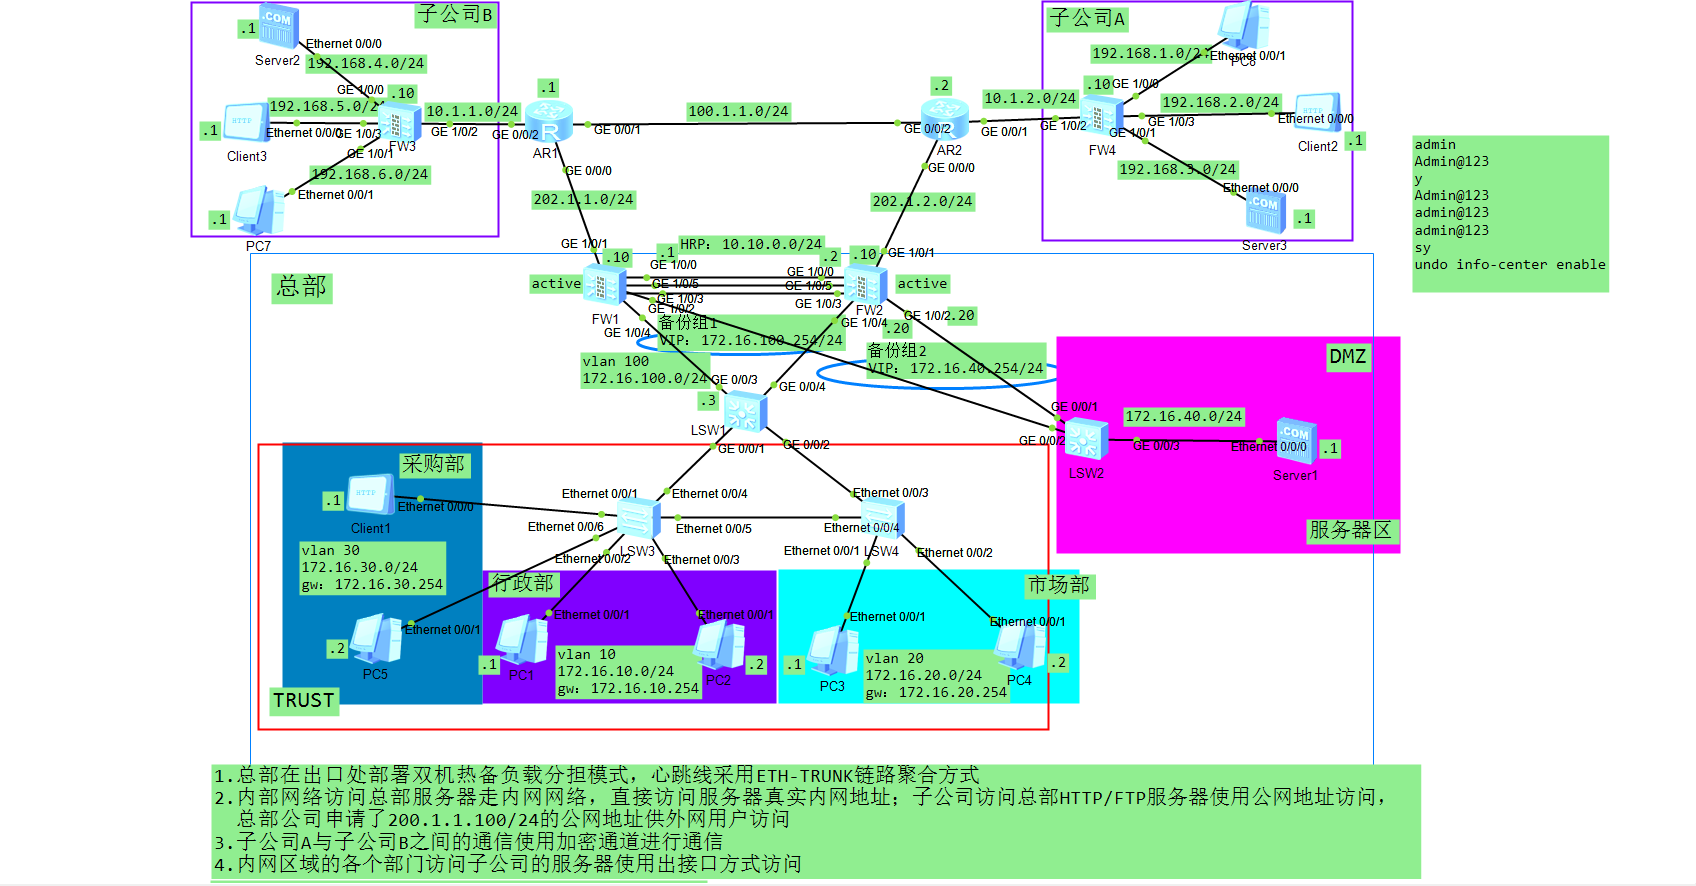 子公司B
.1
Server2
Ethernet 0/0/0
192.168.4.0/24
GE 1/0/0
.10
192.168.5.0/24
.1
Ethernet 0/0/0
GE 1/0/3
Client3
FW3
GE 1/0/1
192.168.6.0/24
Ethernet 0/0/1
.1
PC7
10.1.1.0/24
GE 1/0/2
GE 0/0/2
.1
AR1
GE 0/0/1
100.1.1.0/24
GE 0/0/0
202.1.1.0/24
GE 1/0/1
.2
GE 0/0/2
AR2
GE 0/0/1
GE 0/0/0
202.1.2.0/24
GE 1/0/1
10.1.2.0/24
GE 1/0/2
子公司A
192.168.1.0/24
Ethernet 0/0/1
PC8
.10
GE 1/0/0
192.168.2.0/24
GE 1/0/3
GE 1/0/1
Ethernet 0/0/0
FW4
Client2
.1
192.168.3.0/24
Ethernet 0/0/0
.1
Server3
admin
Admin@123
y
Admin@123
admin@123
admin@123
sy
undo info-center enable
总部
.10
.1
HRP: 10.10.0.0/24
.2
.10
active
GE 1/0/0
GE 1/0/5
GE 1/0/3
GE 1/0/2
GE 1/0/0
GE 1/0/5
GE 1/0/3
active
FW1
GE 1/0/4
FW2
GE 1/0/4
GE 1/0/2
.20
.20
备份组1
VIP: 172.16.100.254/24
备份组2
VIP: 172.16.40.254/24
vlan 100
172.16.100.0/24
GE 0/0/3
GE 0/0/4
.3
LSW1
GE 0/0/1
GE 0/0/2
DMZ
GE 0/0/1
GE 0/0/2
172.16.40.0/24
GE 0/0/3
Ethernet 0/0/0
.1
LSW2
Server1
服务器区
采购部
.1
Ethernet 0/0/0
Client1
Ethernet 0/0/1
Ethernet 0/0/4
Ethernet 0/0/6
Ethernet 0/0/5
LSW3
Ethernet 0/0/2
Ethernet 0/0/3
Ethernet 0/0/3
Ethernet 0/0/4
LSW4
Ethernet 0/0/1
Ethernet 0/0/2
vlan 30
172.16.30.0/24
gw: 172.16.30.254
.2
Ethernet 0/0/1
PC5
TRUST
行政部
Ethernet 0/0/1
.1
PC1
vlan 10
172.16.10.0/24
gw: 172.16.10.254
Ethernet 0/0/1
.2
PC2
市场部
Ethernet 0/0/1
.1
PC3
vlan 20
172.16.20.0/24
gw: 172.16.20.254
Ethernet 0/0/1
.2
PC4
1.总部在出口处部署双机热备负载分担模式，心跳线采用ETH-TRUNK链路聚合方式
2.内部网络访问总部服务器走内网网络，直接访问服务器真实内网地址；子公司访问总部HTTP/FTP服务器使用公网地址访问，
总部公司申请了200.1.1.100/24的公网地址供外网用户访问
3.子公司A与子公司B之间的通信使用加密通道进行通信
4.内网区域的各个部门访问子公司的服务器使用出接口方式访问